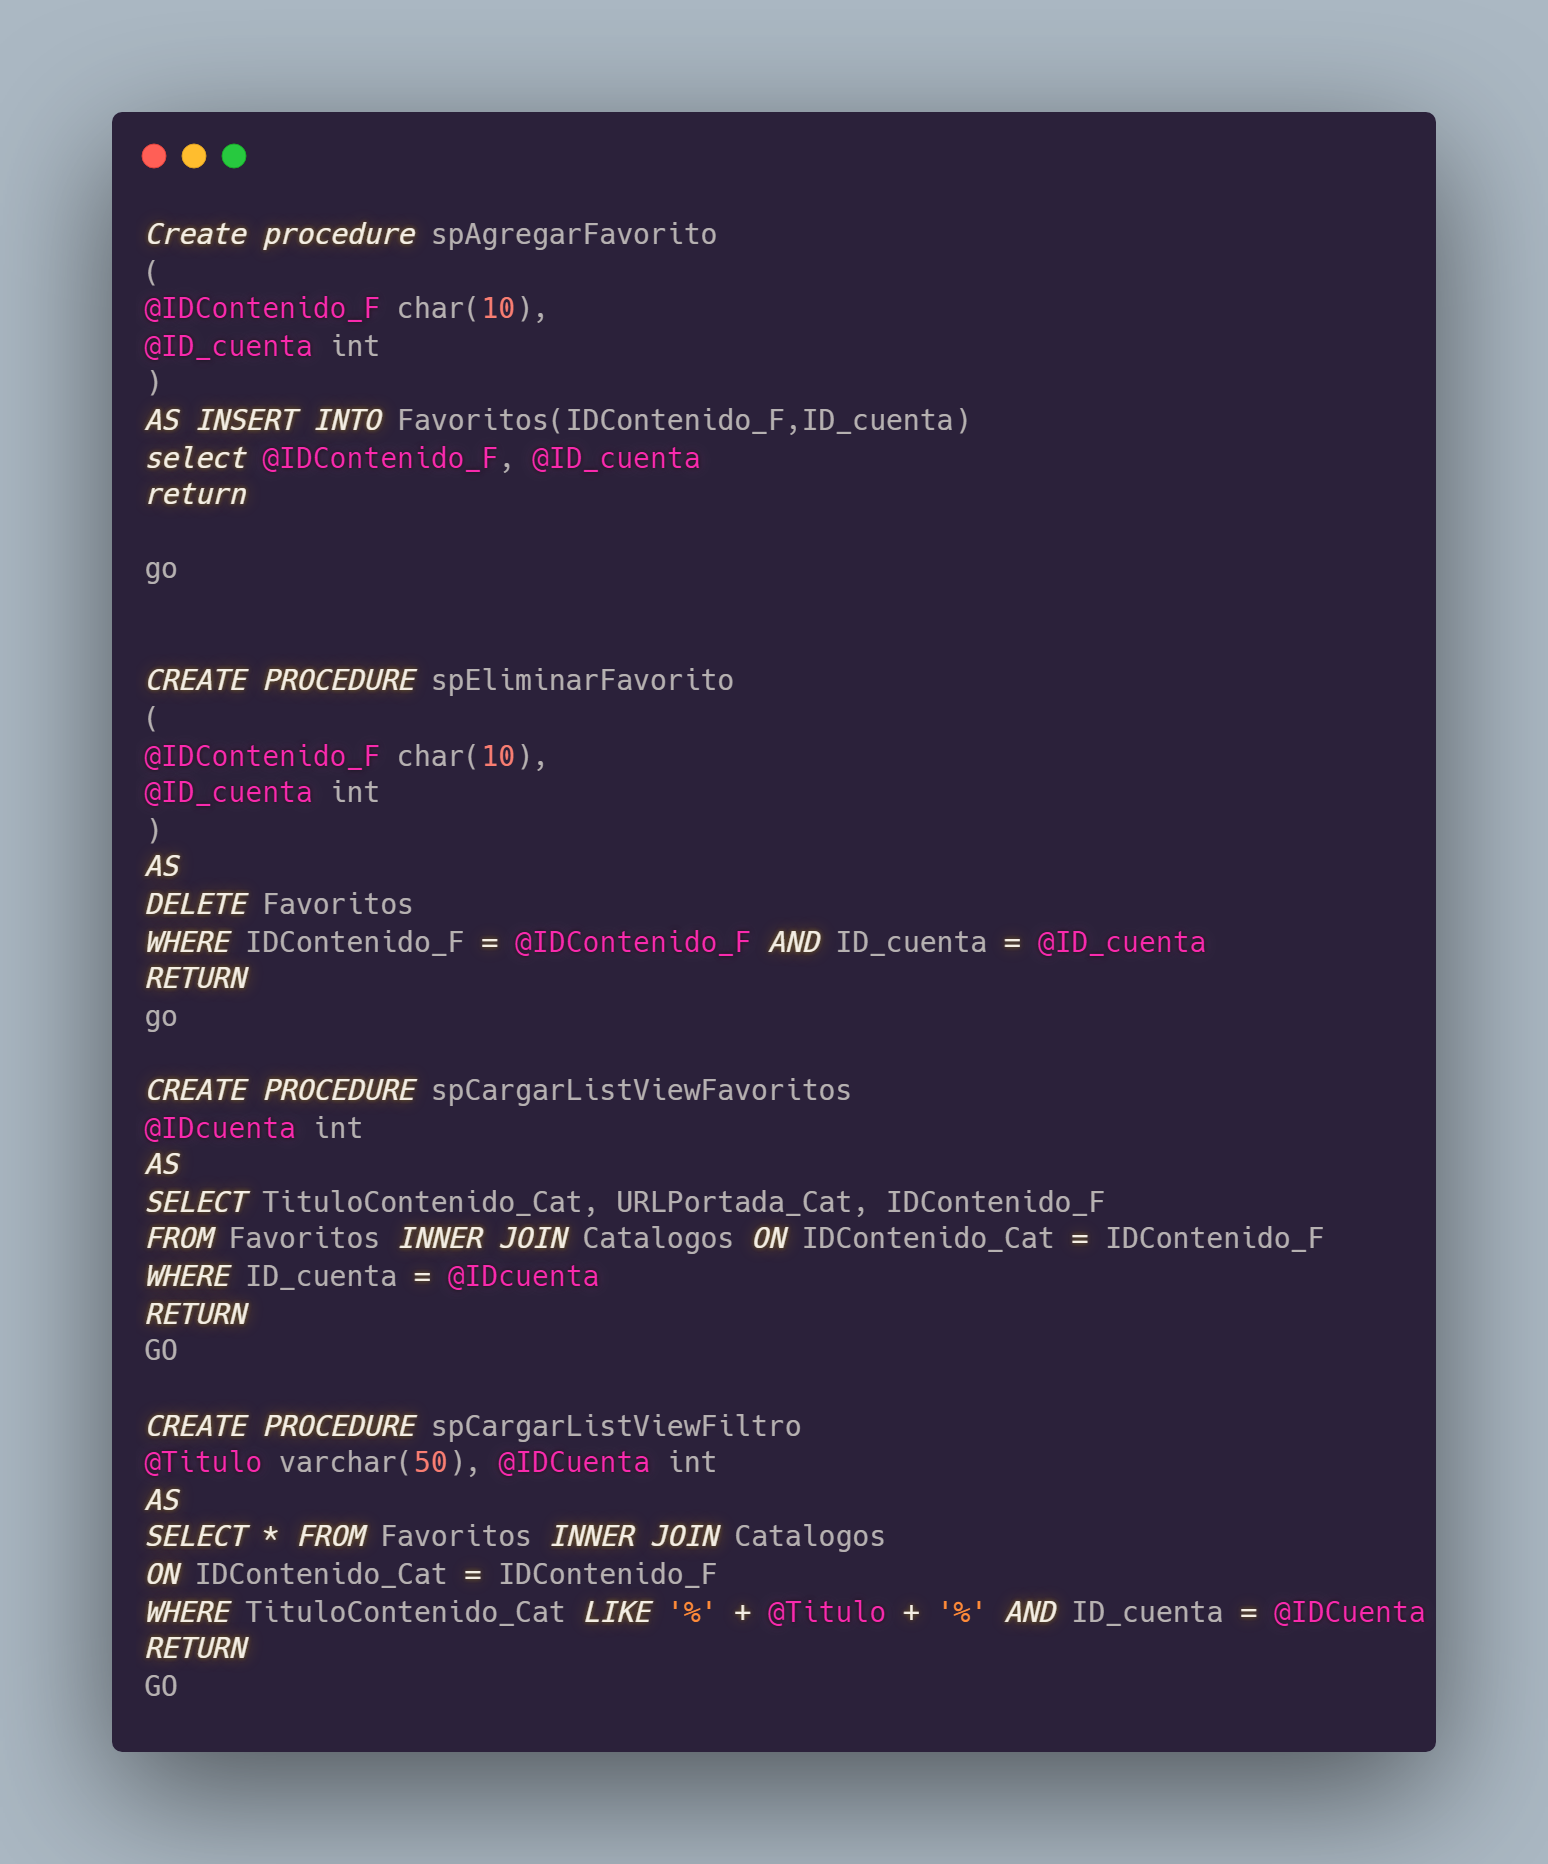 Create procedure spAgregarFavorito
(
@IDContenido_F char(10),
@ID_cuenta int
)
AS INSERT INTO Favoritos(IDContenido_F,ID_cuenta)
select @IDContenido_F, @ID_cuenta
return
go
CREATE PROCEDURE spEliminarFavorito
(
@IDContenido_F char(10),
@ID_cuenta int
)
AS
DELETE Favoritos
WHERE IDContenido_F = @IDContenido_F AND ID_cuenta = @ID_cuenta
RETURN
go
CREATE PROCEDURE spCargarListViewFavoritos
@IDcuenta int
AS
SELECT TituloContenido_Cat, URLPortada_Cat, IDContenido_F
FROM Favoritos INNER JOIN Catalogos ON IDContenido_Cat = IDContenido_F
WHERE ID_cuenta = @IDcuenta
RETURN
GO
CREATE PROCEDURE spCargarListViewFiltro
@Titulo varchar(50), @IDCuenta int
AS
SELECT * FROM Favoritos INNER JOIN Catalogos
ON IDContenido_Cat = IDContenido_F
WHERE TituloContenido_Cat LIKE '%' + @Titulo + '%' AND ID_cuenta = @IDCuenta
RETURN
GO